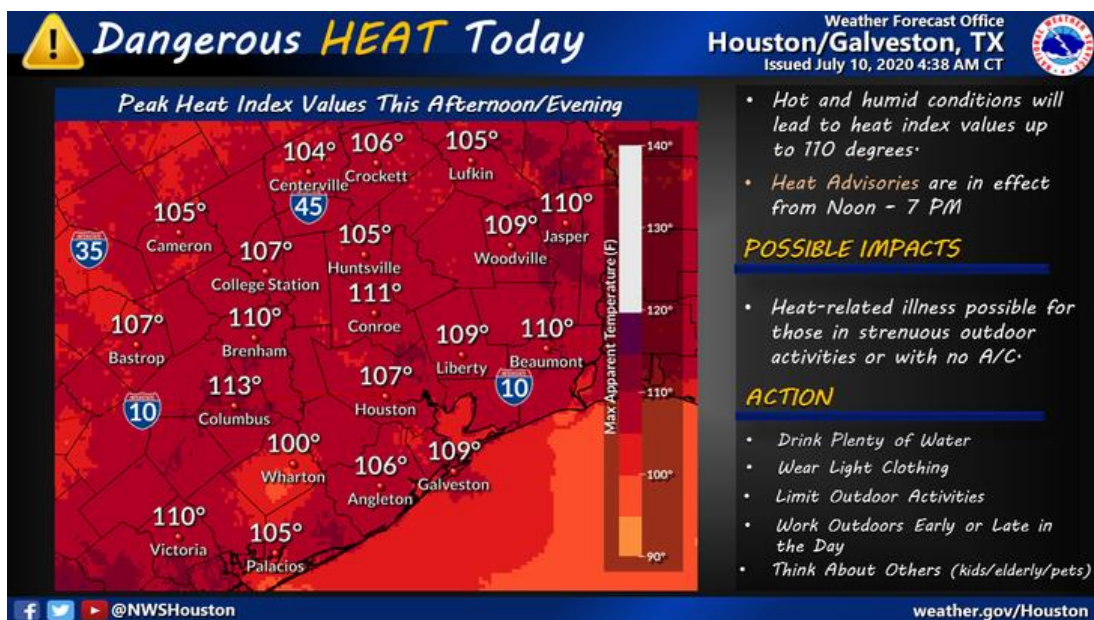 Dangerous HEAT Today
Weather Forecast Office
Houston/Galveston, TX
Issued July 10, 2020 4:38 AM CT
NATIONAL WEATHER SERVICE
Peak Heat Index Values This Afternoon/Evening
104°
Centerville
106°
Crockett
105°
Lufkin
INTERSTATE
45
105°
Cameron
INTERSTATE
35
107°
College Station
105°
Huntsville
109°
Woodville
110°
Jasper
111°
Conroe
107°
Bastrop
110°
Brenham
109°
Liberty
110°
Beaumont
INTERSTATE
10
113°
Columbus
107°
Houston
INTERSTATE
10
100°
Wharton
106°
Angleton
109°
Galveston
110°
Victoria
105°
Palacios
Max Apparent Temperature (F)
140°
130°
120°
110°
100°
90°
• Hot and humid conditions will
lead to heat index values up
to 110 degrees.
• Heat Advisories are in effect
from Noon - 7 PM
POSSIBLE IMPACTS
• Heat-related illness possible for
those in strenuous outdoor
activities or with no A/C.
ACTION
• Drink Plenty of Water
• Wear Light Clothing
• Limit Outdoor Activities
• Work Outdoors Early or Late in
the Day
• Think About Others (kids/elderly/pets)
@NWSHouston
weather.gov/Houston